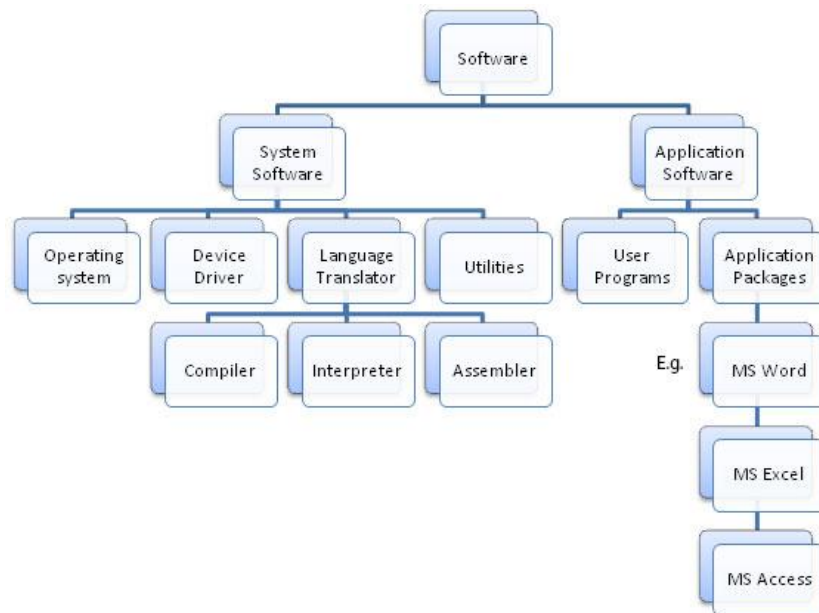 Software
System
Software
Application
Software
Operating
system
Device
Driver
Language
Translator
Utilities
User
Programs
Application
Packages
Compiler
Interpreter
Assembler
E.g.
MS Word
MS Excel
MS Access